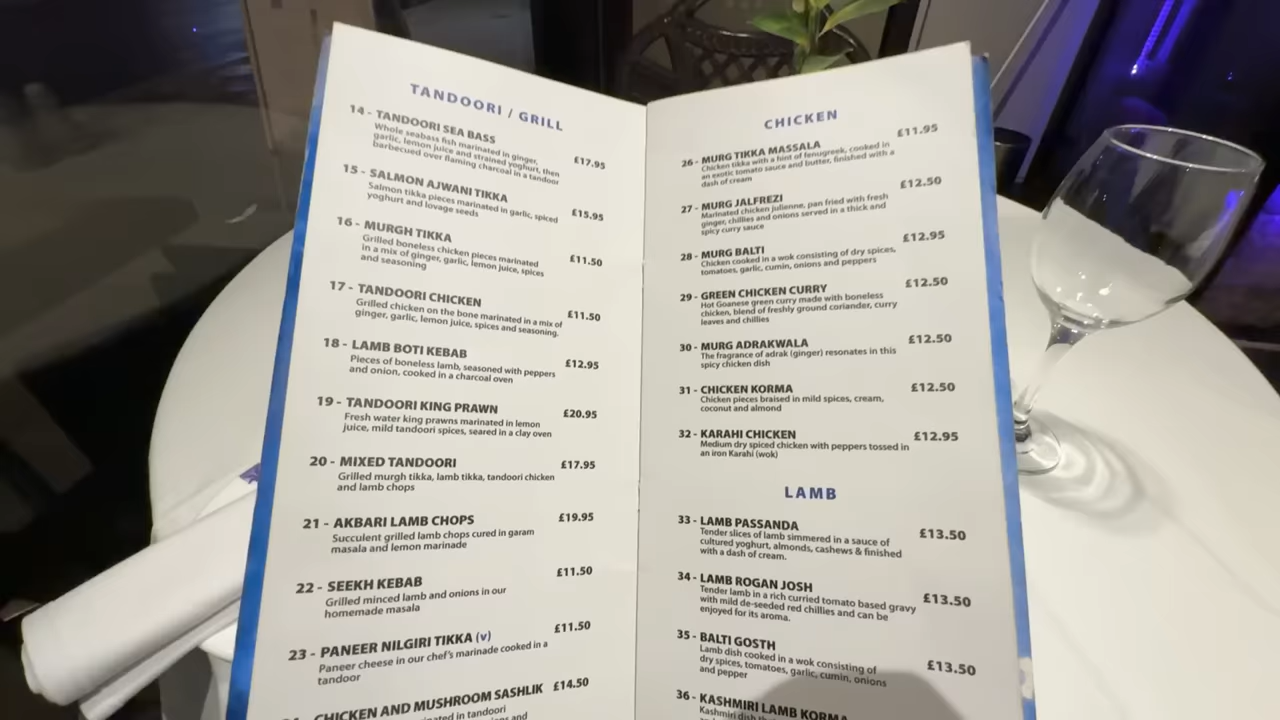 TANDOORI / GRILL
14 - TANDOORI SEA BASS
Whole seabass fish marinated in ginger,
garlic, lemon juice and strained yoghurt, then
barbecued over flaming charcoal in a tandoor
£17.95
15 - SALMON AJWANI TIKKA
Salmon tikka pieces marinated in garlic, spiced
yoghurt and lovage seeds
£15.95
16 - MURGH TIKKA
Grilled boneless chicken pieces marinated
in a mix of ginger, garlic, lemon juice, spices
and seasoning
£11.50
17 - TANDOORI CHICKEN
Grilled chicken on the bone marinated in a mix of
ginger, garlic, lemon juice, spices and seasoning.
£11.50
18 - LAMB BOTI KEBAB
Pieces of boneless lamb, seasoned with peppers
and onion, cooked in a charcoal oven
£12.95
19 - TANDOORI KING PRAWN
Fresh water king prawns marinated in lemon
juice, mild tandoori spices, seared in a clay oven
£20.95
20 - MIXED TANDOORI
Grilled murgh tikka, lamb tikka, tandoori chicken
and lamb chops
£17.95
21 - AKBARI LAMB CHOPS
Succulent grilled lamb chops cured in garam
masala and lemon marinade
£19.95
22 - SEEKH KEBAB
Grilled minced lamb and onions in our
homemade masala
£11.50
23 - PANEER NILGIRI TIKKA (v)
Paneer cheese in our chef's marinade cooked in a
tandoor
£11.50
CHICKEN AND MUSHROOM SASHLIK
in tandoori
and
£14.50
CHICKEN
26 - MURG TIKKA MASSALA
Chicken tikka with a hint of fenugreek, cooked in
an exotic tomato sauce and butter, finished with a
dash of cream
£11.95
27 - MURG JALFREZI
Marinated chicken julienne, pan fried with fresh
ginger, chillies and onions served in a thick and
spicy curry sauce
£12.50
28 - MURG BALTI
Chicken cooked in a wok consisting of dry spices,
tomatoes, garlic, cumin, onions and peppers
£12.95
29 - GREEN CHICKEN CURRY
Hot Goanese green curry made with boneless
chicken, blend of freshly ground coriander, curry
leaves and chillies
£12.50
30 - MURG ADRAKWALA
The fragrance of adrak (ginger) resonates in this
spicy chicken dish
£12.50
31 - CHICKEN KORMA
Chicken pieces braised in mild spices, cream,
coconut and almond
£12.50
32 - KARAHI CHICKEN
Medium dry spiced chicken with peppers tossed in
an iron Karahi (wok)
£12.95
LAMB
33 - LAMB PASSANDA
Tender slices of lamb simmered in a sauce of
cultured yoghurt, almonds, cashews & finished
with a dash of cream.
£13.50
34 - LAMB ROGAN JOSH
Tender lamb in a rich curried tomato based gravy
with mild de-seeded red chillies and can be
enjoyed for its aroma.
£13.50
35 - BALTI GOSTH
Lamb dish cooked in a wok consisting of
dry spices, tomatoes, garlic, cumin, onions
and pepper
£13.50
36 - KASHMIRI LAMB KORMA
Kashmiri dish